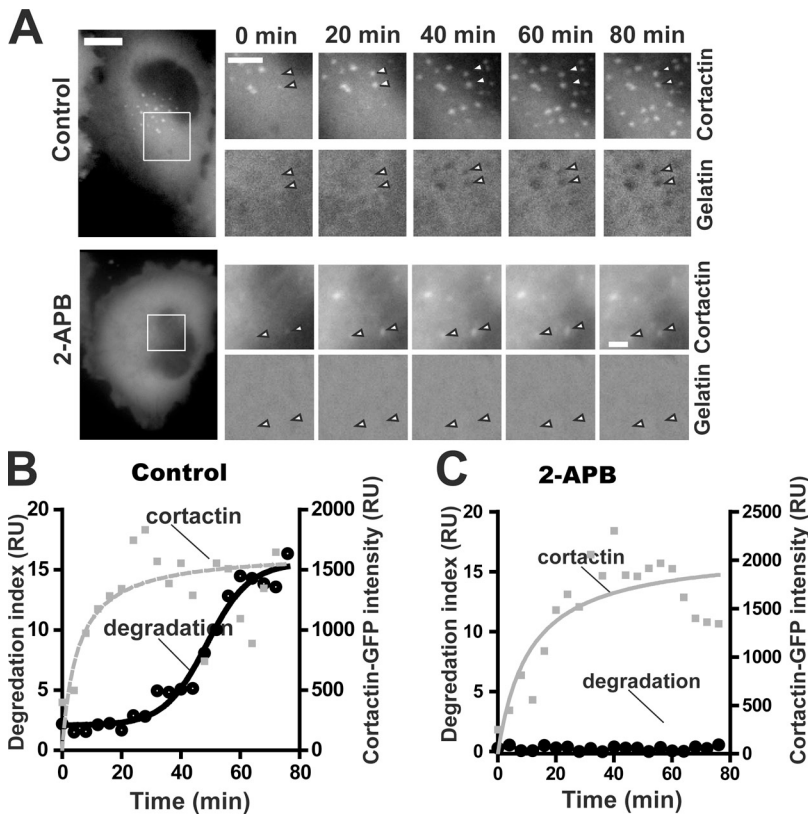 A
0 min 20 min 40 min 60 min 80 min
Control
Cortactin
Gelatin
2-APB
Cortactin
Gelatin
B
Control
Degredation index (RU)
20
15
10
5
0
cortactin
degradation
2000
1500
1000
500
0
Cortactin-GFP intensity (RU)
0 20 40 60 80
Time (min)
C
2-APB
Degredation index (RU)
20
15
10
5
0
cortactin
degradation
2500
2000
1500
1000
500
0
Cortactin-GFP intensity (RU)
0 20 40 60 80
Time (min)